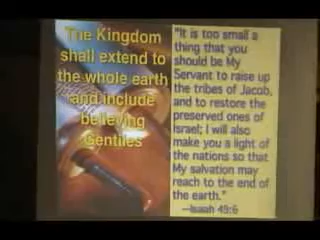 The Kingdom
shall extend to
the whole earth
and include
believing
Gentiles
"It is too small a
thing that you
should be My
Servant to raise up
the tribes of Jacob,
and to restore the
preserved ones of
Israel; I will also
make you a light of
the nations so that
My salvation may
reach to the end of
the earth."
—Isaiah 49:6